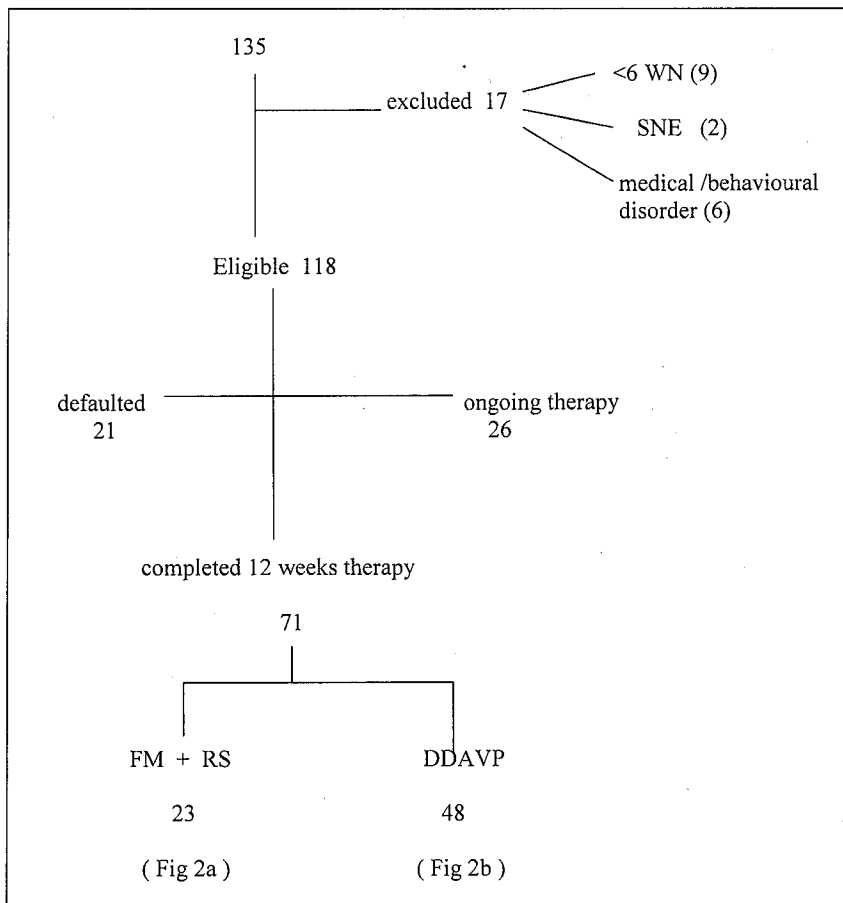 135
<6 WN (9)
excluded 17
SNE (2)
medical /behavioural
disorder (6)
Eligible 118
defaulted
21
ongoing therapy
26
completed 12 weeks therapy
71
FM + RS
DDAVP
23
48
( Fig 2a )
( Fig 2b )